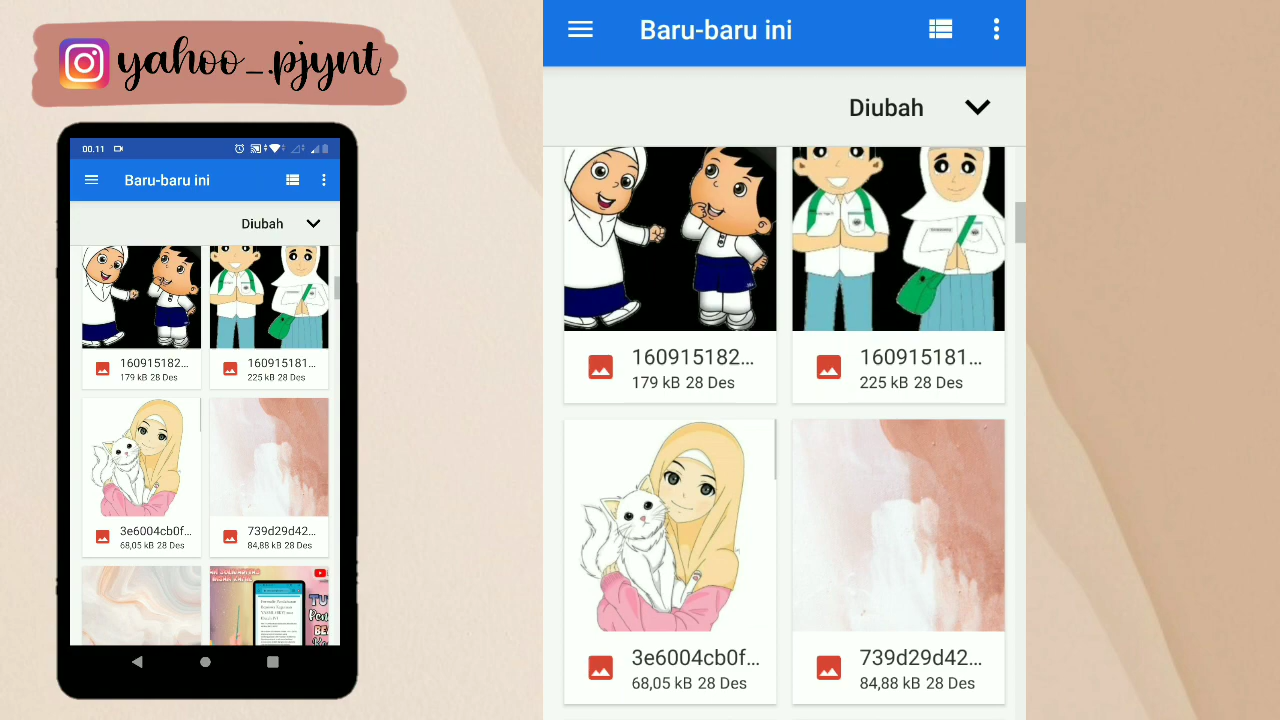 yahoo_.pjynt
00.11
Baru-baru ini
Diubah
160915182...
179 kB 28 Des
160915181...
225 kB 28 Des
3e6004cb0f...
68,05 kB 28 Des
739d29d42...
84,88 kB 28 Des
Baru-baru ini
Diubah
160915182...
179 kB 28 Des
160915181...
225 kB 28 Des
3e6004cb0f...
68,05 kB 28 Des
739d29d42...
84,88 kB 28 Des